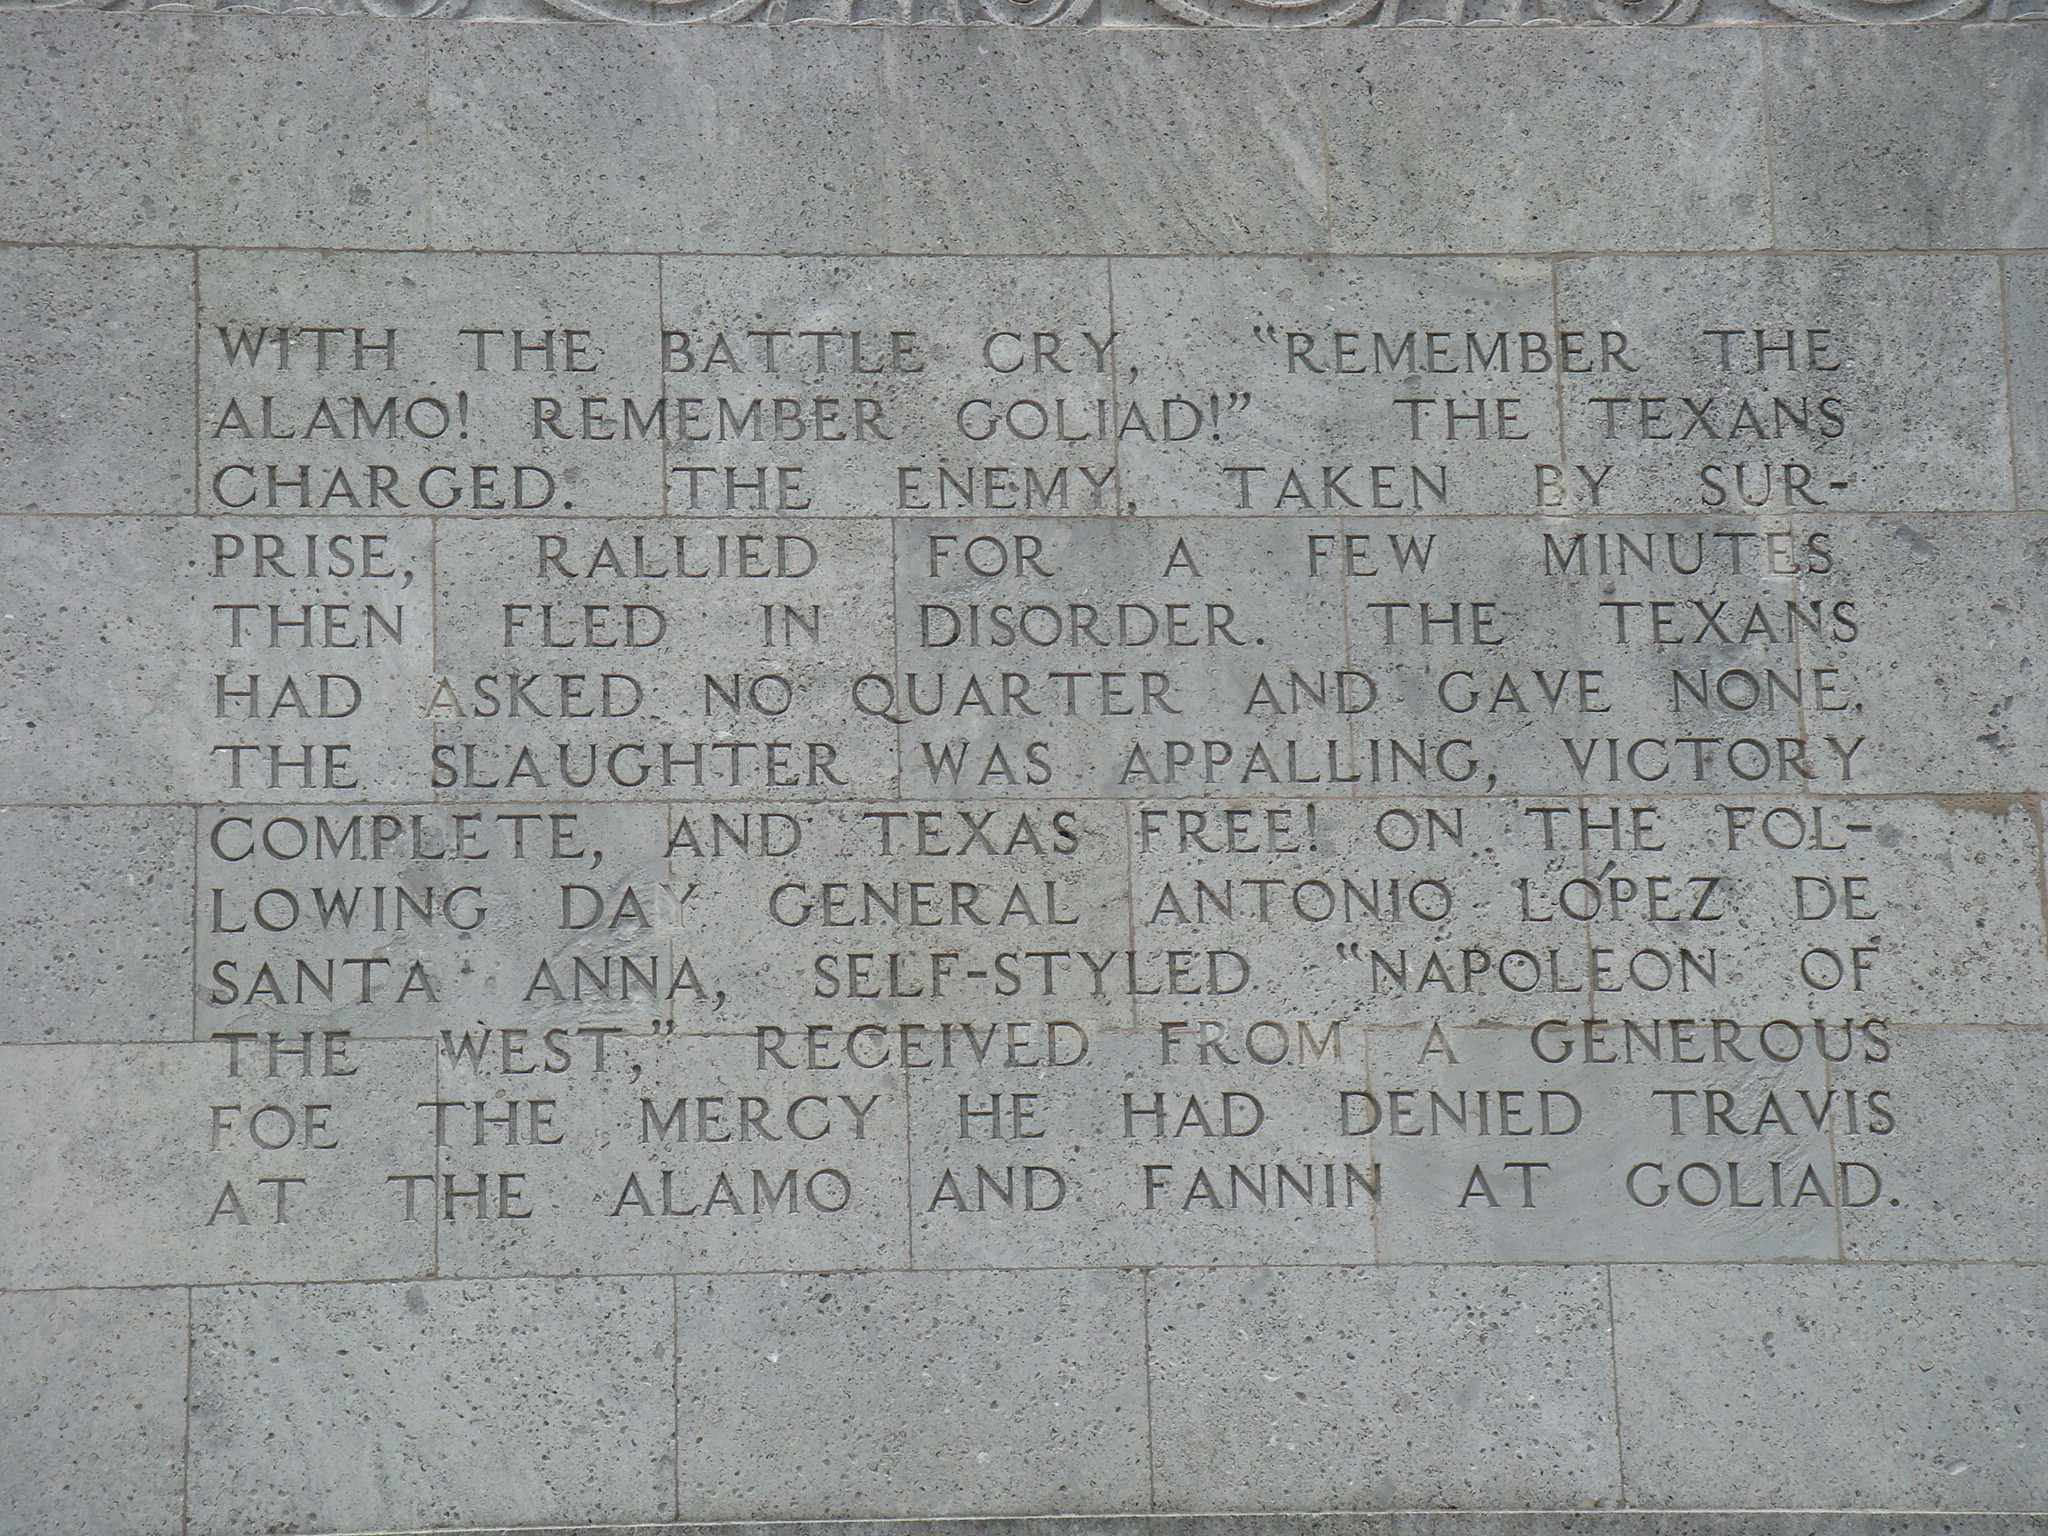 WITH THE BATTLE CRY, “REMEMBER THE
ALAMO! REMEMBER GOLIAD!” THE TEXANS
CHARGED. THE ENEMY, TAKEN BY SUR-
PRISE, RALLIED FOR A FEW MINUTES
THEN FLED IN DISORDER. THE TEXANS
HAD ASKED NO QUARTER AND GAVE NONE.
THE SLAUGHTER WAS APPALLING, VICTORY
COMPLETE, AND TEXAS FREE! ON THE FOL-
LOWING DAY GENERAL ANTONIO LÓPEZ DE
SANTA ANNA, SELF-STYLED “NAPOLEON OF
THE WEST,” RECEIVED FROM A GENEROUS
FOE THE MERCY HE HAD DENIED TRAVIS
AT THE ALAMO AND FANNIN AT GOLIAD.